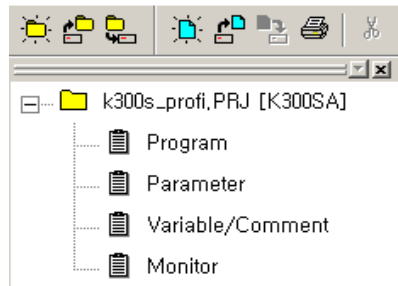 k300s_profi.PRJ [K300SA]
Program
Parameter
Variable/Comment
Monitor